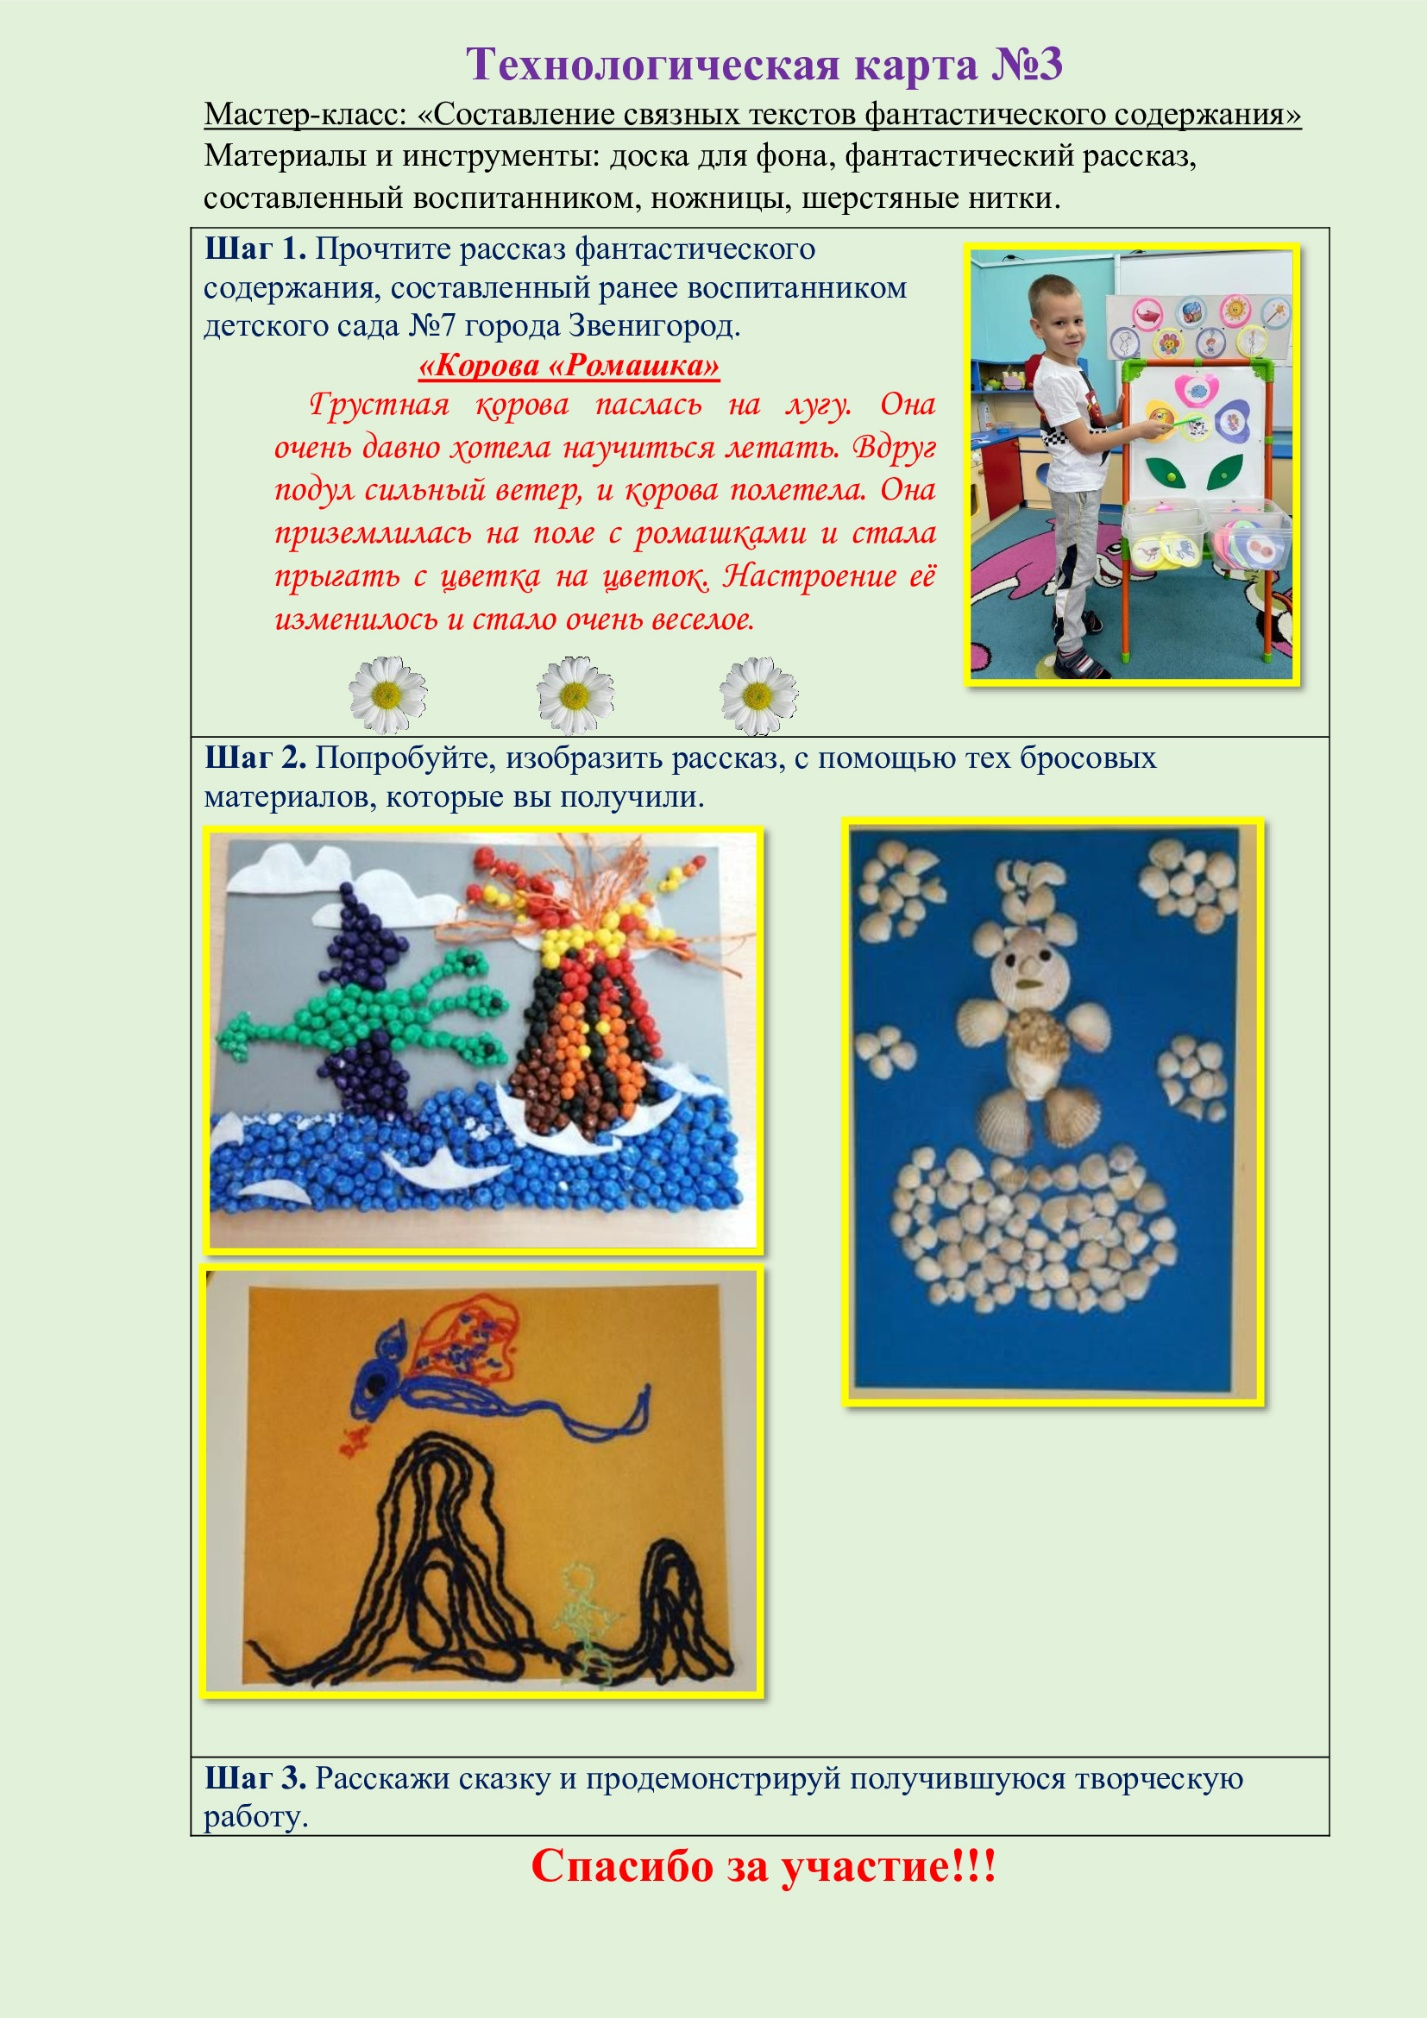 Технологическая карта №3
Мастер-класс: «Составление связных текстов фантастического содержания»
Материалы и инструменты: доска для фона, фантастический рассказ,
составленный воспитанником, ножницы, шерстяные нитки.
Шаг 1. Прочтите рассказ фантастического
содержания, составленный ранее воспитанником
детского сада №7 города Звенигород.
«Корова «Ромашка»
Грустная корова паслась на лугу. Она
очень давно хотела научиться летать. Вдруг
подул сильный ветер, и корова полетела. Она
приземлилась на поле с ромашками и стала
прыгать с цветка на цветок. Настроение её
изменилось и стало очень веселое.
Шаг 2. Попробуйте, изобразить рассказ, с помощью тех бросовых
материалов, которые вы получили.
Шаг 3. Расскажи сказку и продемонстрируй получившуюся творческую
работу.
Спасибо за участие!!!